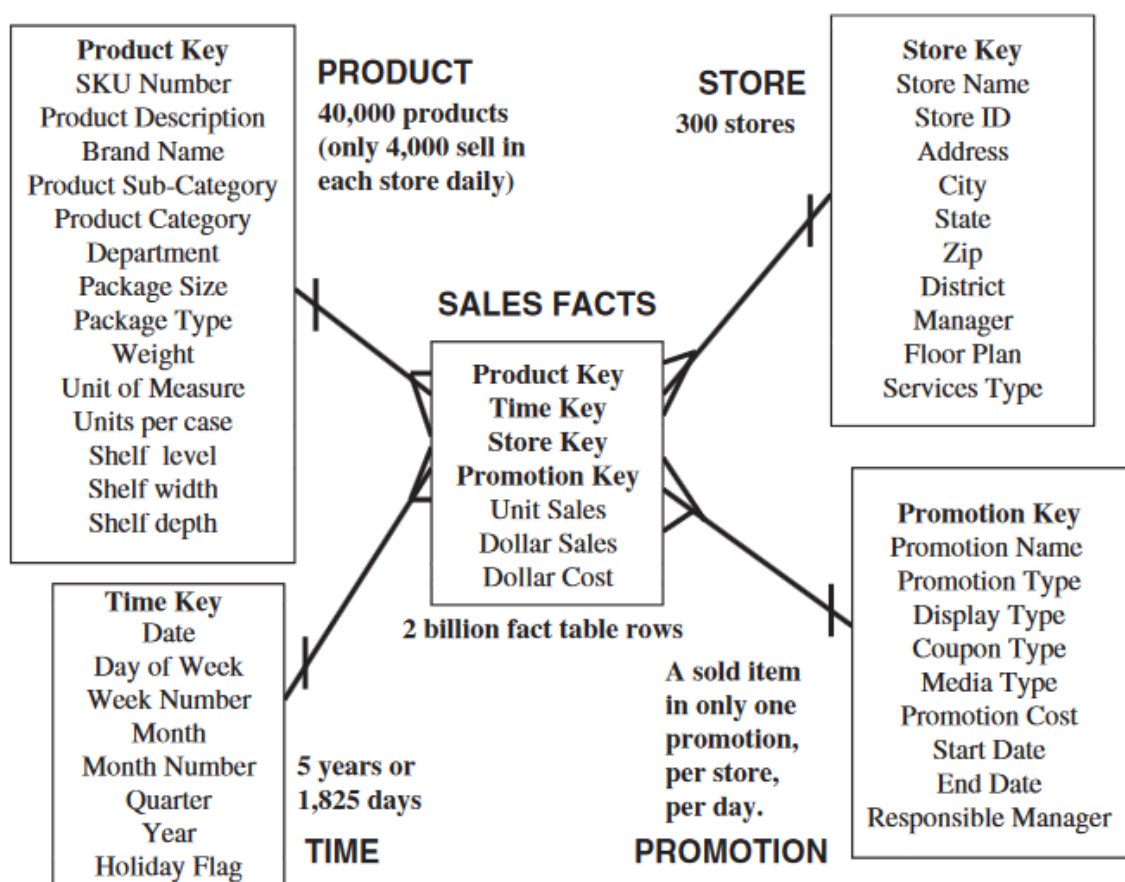 Product Key
SKU Number
Product Description
Brand Name
Product Sub-Category
Product Category
Department
Package Size
Package Type
Weight
Unit of Measure
Units per case
Shelf level
Shelf width
Shelf depth
PRODUCT
40,000 products
(only 4,000 sell in
each store daily)
STORE
300 stores
Store Key
Store Name
Store ID
Address
City
State
Zip
District
Manager
Floor Plan
Services Type
SALES FACTS
Product Key
Time Key
Store Key
Promotion Key
Unit Sales
Dollar Sales
Dollar Cost
2 billion fact table rows
Time Key
Date
Day of Week
Week Number
Month
Month Number
Quarter
Year
Holiday Flag
5 years or
1,825 days
TIME
A sold item
in only one
promotion,
per store,
per day.
PROMOTION
Promotion Key
Promotion Name
Promotion Type
Display Type
Coupon Type
Media Type
Promotion Cost
Start Date
End Date
Responsible Manager